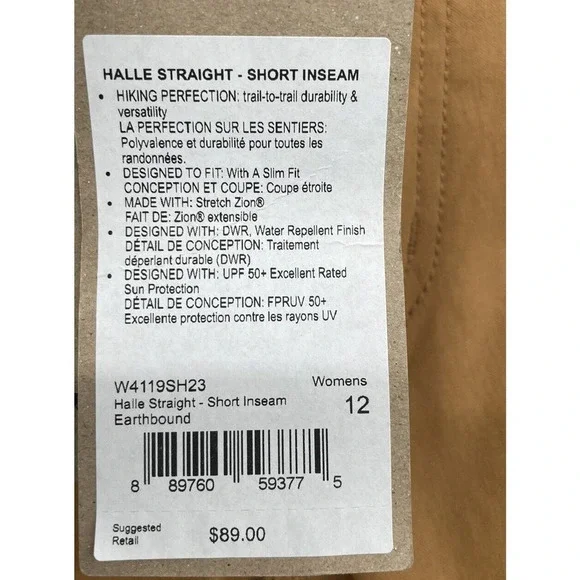 HALLE STRAIGHT - SHORT INSEAM
• HIKING PERFECTION: trail-to-trail durability &
versatility
LA PERFECTION SUR LES SENTIERS:
Polyvalence et durabilité pour toutes les
randonnées.
• DESIGNED TO FIT: With A Slim Fit
CONCEPTION ET COUPE: Coupe étroite
• MADE WITH: Stretch Zion®
FAIT DE: Zion® extensible
• DESIGNED WITH: DWR, Water Repellent Finish
DÉTAIL DE CONCEPTION: Traitement
déperlant durable (DWR)
• DESIGNED WITH: UPF 50+ Excellent Rated
Sun Protection
DÉTAIL DE CONCEPTION: FPRUV 50+
Excellente protection contre les rayons UV
W4119SH23 Womens
Halle Straight - Short Inseam 12
Earthbound
8 89760 59377 5
Suggested
Retail $89.00